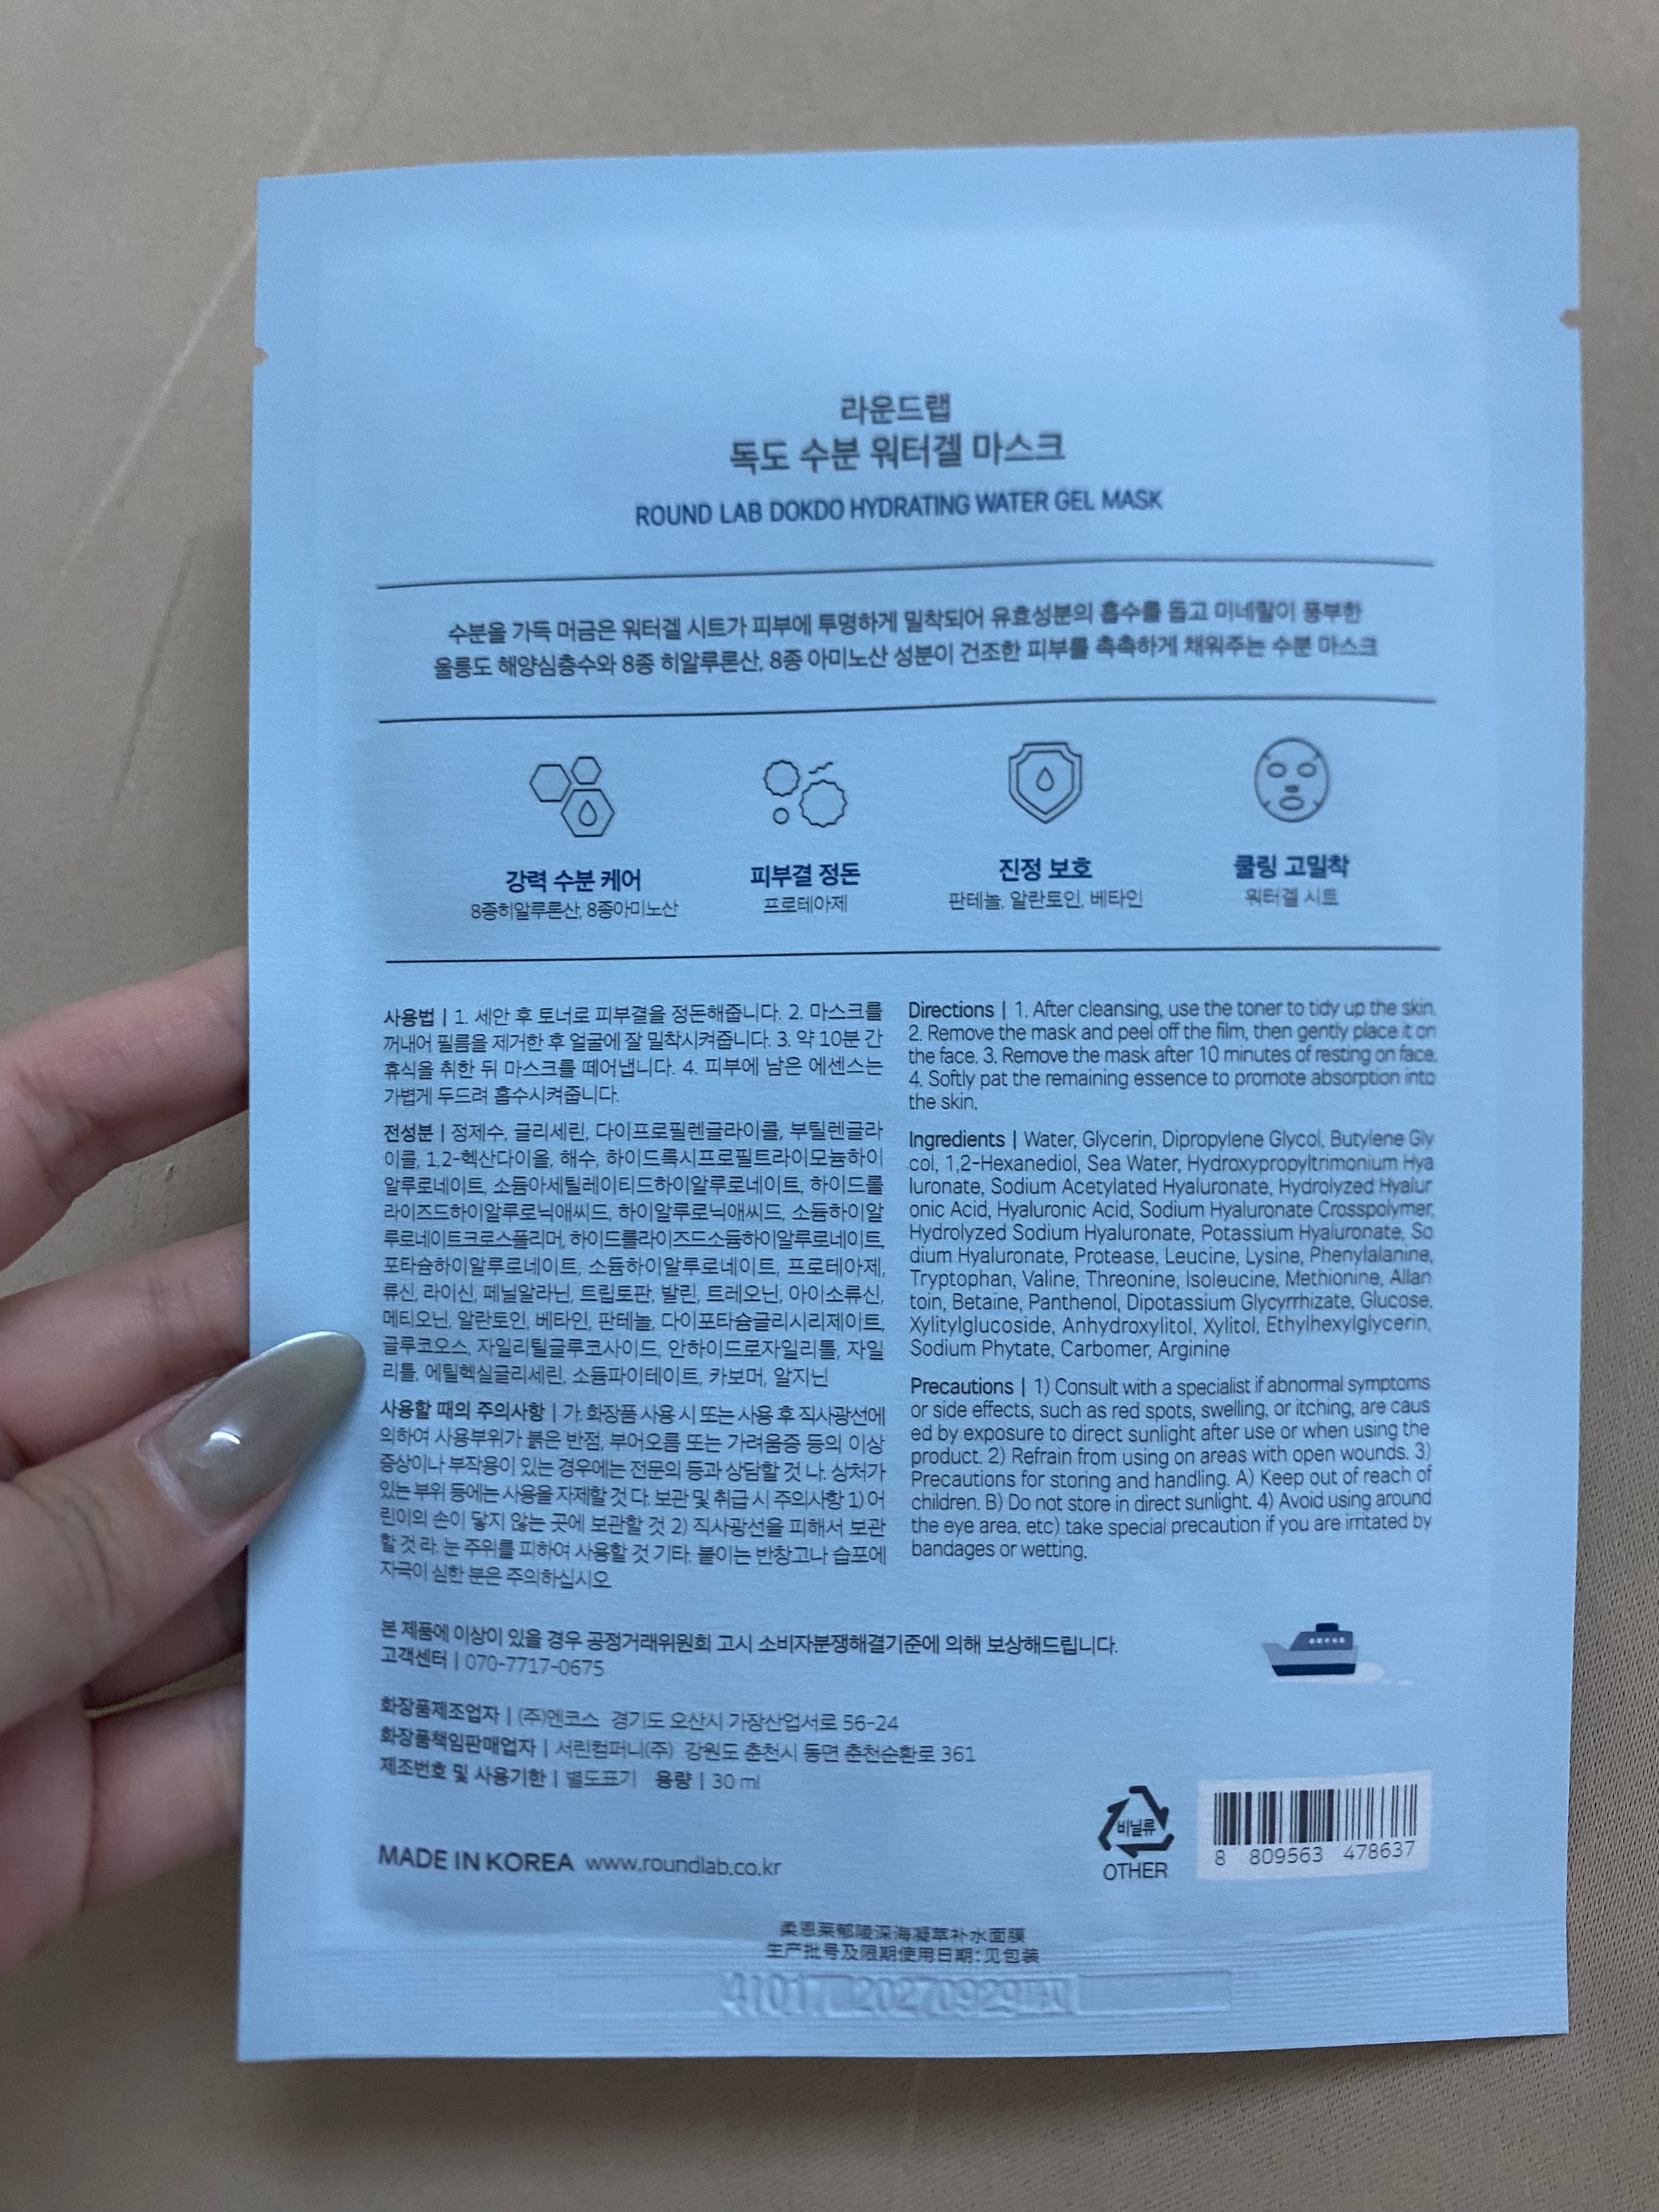 라운드랩
독도 수분 워터겔 마스크
ROUND LAB DOKDO HYDRATING WATER GEL MASK
수분을 가득 머금은 워터겔 시트가 피부에 투명하게 밀착되어 유효성분의 흡수를 돕고 미네랄이 풍부한
울릉도 해양심층수와 8종 히알루론산, 8종 아미노산 성분이 건조한 피부를 촉촉하게 채워주는 수분 마스크
강력 수분 케어
8종히알루론산, 8종아미노산
피부결 정돈
프로테아제
진정 보호
판테놀, 알란토인, 베타인
쿨링 고밀착
워터겔 시트
사용법 | 1. 세안 후 토너로 피부결을 정돈해줍니다. 2. 마스크를
꺼내어 필름을 제거한 후 얼굴에 잘 밀착시켜줍니다. 3. 약 10분 간
휴식을 취한 뒤 마스크를 떼어냅니다. 4. 피부에 남은 에센스는
가볍게 두드려 흡수시켜줍니다.
전성분 | 정제수, 글리세린, 다이프로필렌글라이콜, 부틸렌글라
이콜, 1,2-헥산다이올, 해수, 하이드록시프로필트라이모늄하이
알루로네이트, 소듐아세틸레이티드하이알루로네이트, 하이드롤
라이즈드하이알루로닉애씨드, 하이알루로닉애씨드, 소듐하이알
루로네이트크로스폴리머, 하이드롤라이즈드소듐하이알루로네이트,
포타슘하이알루로네이트, 소듐하이알루로네이트, 프로테아제,
류신, 라이신, 페닐알라닌, 트립토판, 발린, 트레오닌, 아이소류신,
메티오닌, 알란토인, 베타인, 판테놀, 다이포타슘글리시리제이트,
글루코오스, 자일리틸글루코사이드, 안하이드로자일리톨, 자일
리톨, 에틸헥실글리세린, 소듐파이테이트, 카보머, 알지닌
사용할 때의 주의사항 | 가. 화장품 사용 시 또는 사용 후 직사광선에
의하여 사용부위가 붉은 반점, 부어오름 또는 가려움증 등의 이상
증상이나 부작용이 있는 경우에는 전문의 등과 상담할 것 나. 상처가
있는 부위 등에는 사용을 자제할 것 다. 보관 및 취급 시 주의사항 1) 어
린이의 손이 닿지 않는 곳에 보관할 것 2) 직사광선을 피해서 보관
할 것 라. 눈 주위를 피하여 사용할 것 기타. 붙이는 반창고나 습포에
자극이 심한 분은 주의하십시오
Directions | 1. After cleansing, use the toner to tidy up the skin.
2. Remove the mask and peel off the film, then gently place it on
the face. 3. Remove the mask after 10 minutes of resting on face.
4. Softly pat the remaining essence to promote absorption into
the skin.
Ingredients | Water, Glycerin, Dipropylene Glycol, Butylene Gly
col, 1,2-Hexanediol, Sea Water, Hydroxypropyltrimonium Hya
luronate, Sodium Acetylated Hyaluronate, Hydrolyzed Hyalur
onic Acid, Hyaluronic Acid, Sodium Hyaluronate Crosspolymer,
Hydrolyzed Sodium Hyaluronate, Potassium Hyaluronate, So
dium Hyaluronate, Protease, Leucine, Lysine, Phenylalanine,
Tryptophan, Valine, Threonine, Isoleucine, Methionine, Allan
toin, Betaine, Panthenol, Dipotassium Glycyrrhizate, Glucose,
Xylitylglucoside, Anhydroxylitol, Xylitol, Ethylhexylglycerin,
Sodium Phytate, Carbomer, Arginine
Precautions | 1) Consult with a specialist if abnormal symptoms
or side effects, such as red spots, swelling, or itching, are caus
ed by exposure to direct sunlight after use or when using the
product. 2) Refrain from using on areas with open wounds. 3)
Precautions for storing and handling. A) Keep out of reach of
children. B) Do not store in direct sunlight. 4) Avoid using around
the eye area. etc) take special precaution if you are irritated by
bandages or wetting.
본 제품에 이상이 있을 경우 공정거래위원회 고시 소비자분쟁해결기준에 의해 보상해드립니다.
고객센터 | 070-7717-0675
화장품제조업자 | (주)엔코스 경기도 오산시 가장산업서로 56-24
화장품책임판매업자 | 서린컴퍼니(주) 강원도 춘천시 동면 춘천순환로 361
제조번호 및 사용기한 | 별도표기 용량 | 30 ml
MADE IN KOREA www.roundlab.co.kr
비닐류
OTHER
8 809563 478637
柔恩莱郁陵深海凝萃补水面膜
生产批号及限期使用日期:见包装
41017 20270929